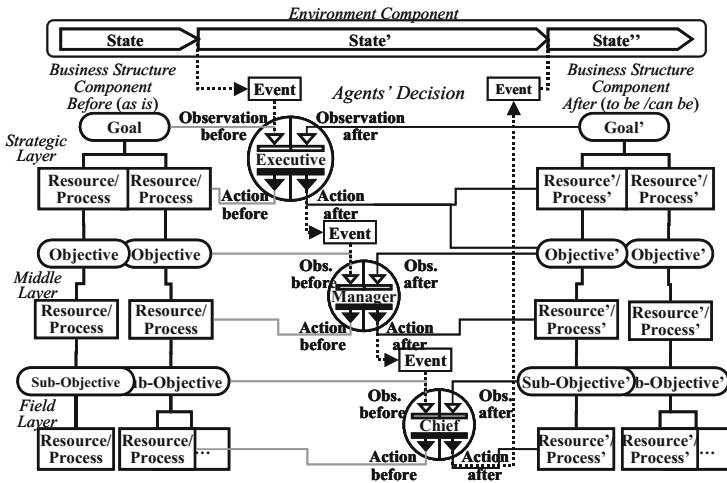 Environment Component
State State' State''
Business Structure
Component
Before (as is)
Event
Agents' Decision
Event
Business Structure
Component
After (to be /can be)
Strategic
Layer
Goal
Observation
before
Observation
after
Goal'
Executive
Resource/
Process
Resource/
Process
Action
before
Action
after
Resource'/
Process'
Resource'/
Process'
Event
Objective Objective
Obs.
before
Obs.
after
Objective' Objective'
Middle
Layer
Manager
Resource/
Process
Resource/
Process
Action
before
Action
after
Resource'/
Process'
Resource'/
Process'
Event
Sub-Objective ub-Objective
Obs.
before
Obs.
after
Sub-Objective' b-Objective'
Field
Layer
Chief
Resource/
Process
Resource/
Process
...
Action
before
Action
after
Resource'/
Process'
Resource'/
Process'
...